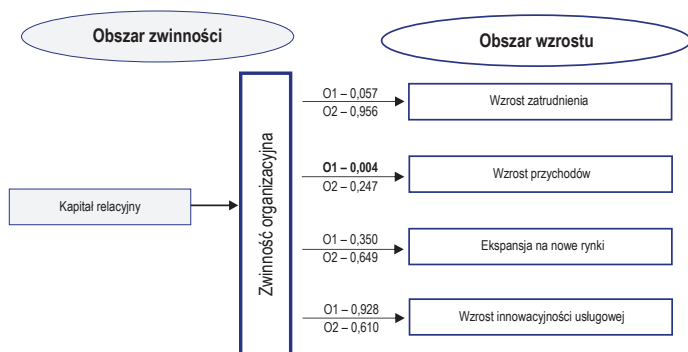 Obszar zwinności
Obszar wzrostu
Kapitał relacyjny
Zwinność organizacyjna
O1 – 0,057
O2 – 0,956
Wzrost zatrudnienia
O1 – 0,004
O2 – 0,247
Wzrost przychodów
O1 – 0,350
O2 – 0,649
Ekspansja na nowe rynki
O1 – 0,928
O2 – 0,610
Wzrost innowacyjności usługowej